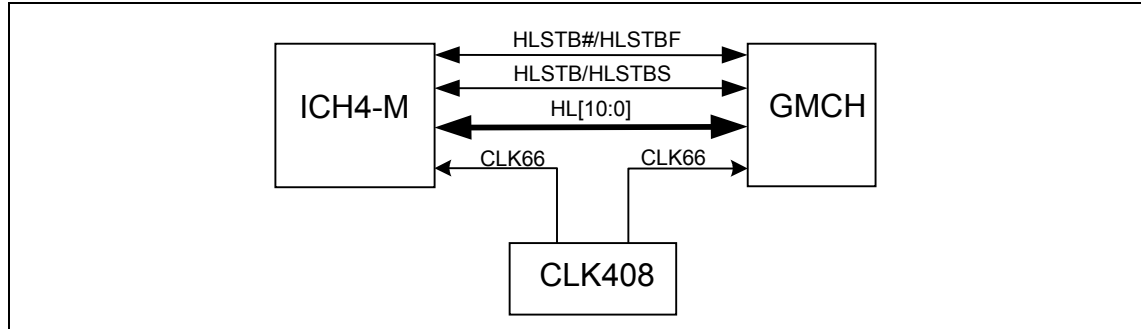 HLSTB#/HLSTBF
HLSTB/HLSTBS
ICH4-M
HL[10:0]
GMCH
CLK66
CLK66
CLK408